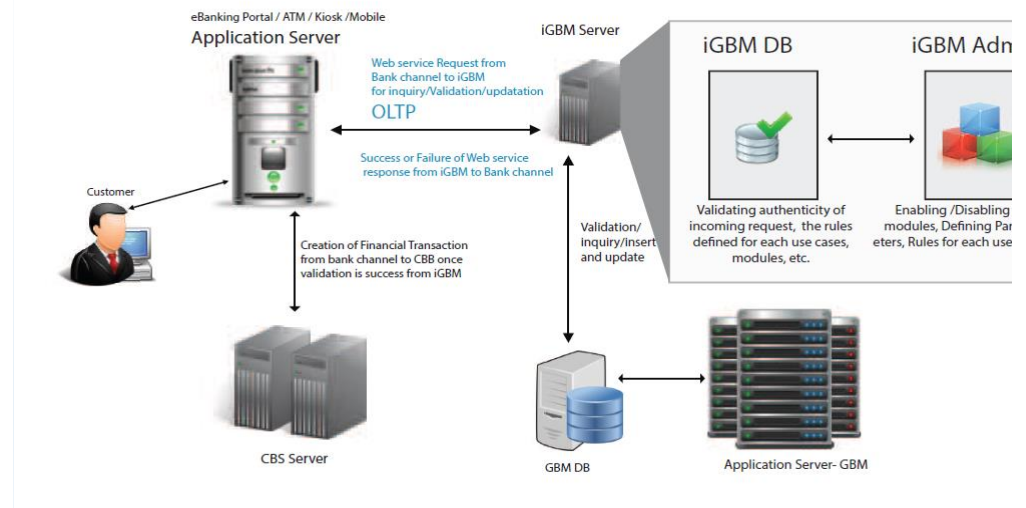 eBanking Portal / ATM / Kiosk /Mobile
Application Server
iGBM Server
Web service Request from
Bank channel to iGBM
for inquiry/Validation/updatation
OLTP
Success or Failure of Web service
response from iGBM to Bank channel
Customer
Creation of Financial Transaction
from bank channel to CBB once
validation is success from iGBM
CBS Server
Validation/
inquiry/insert
and update
GBM DB
Application Server- GBM
iGBM DB
Validating authenticity of
incoming request, the rules
defined for each use cases,
modules, etc.
iGBM Adm
Enabling /Disabling
modules, Defining Par
eters, Rules for each use